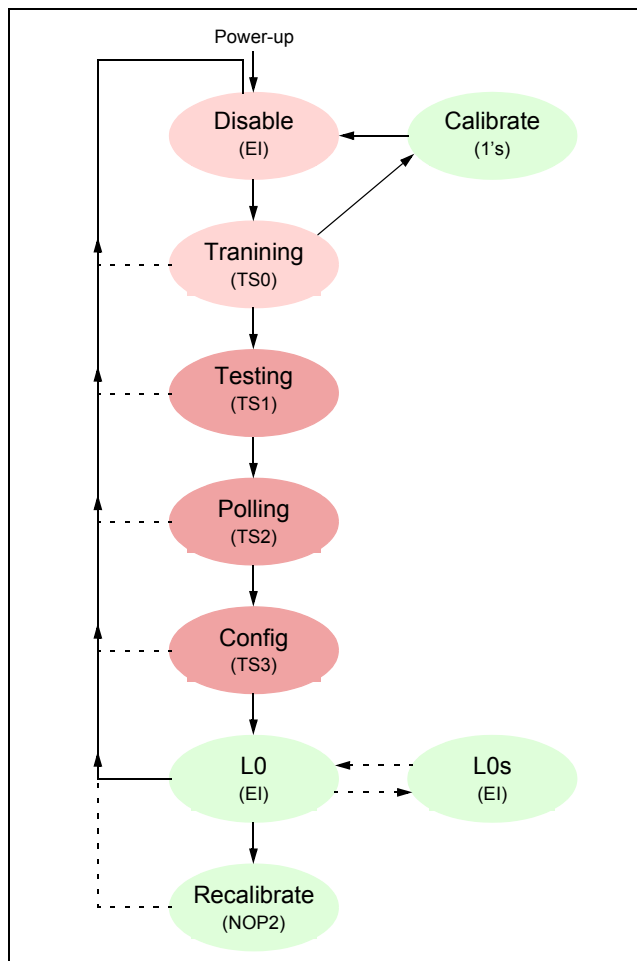 Power-up
Disable
(EI)
Calibrate
(1's)
Tranining
(TS0)
Testing
(TS1)
Polling
(TS2)
Config
(TS3)
L0
(EI)
L0s
(EI)
Recalibrate
(NOP2)